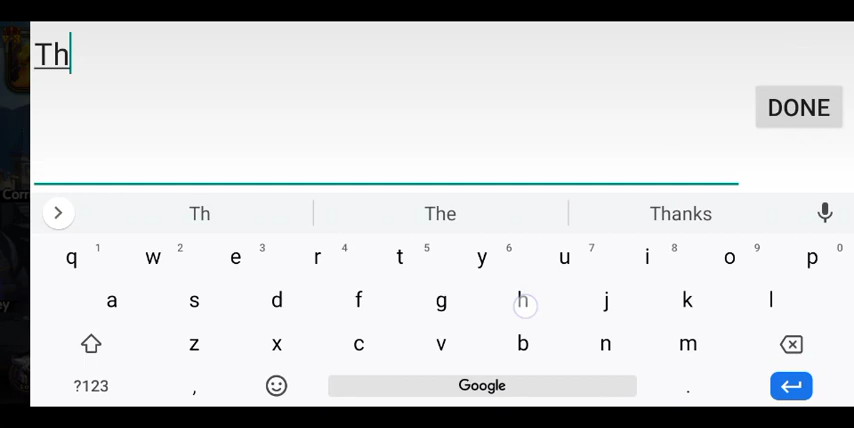 Th
DONE
Th The Thanks
q 1 w 2 e 3 r 4 t 5 y 6 u 7 i 8 o 9 p 0
a s d f g h j k l
z x c v b n m
?123 , Google .